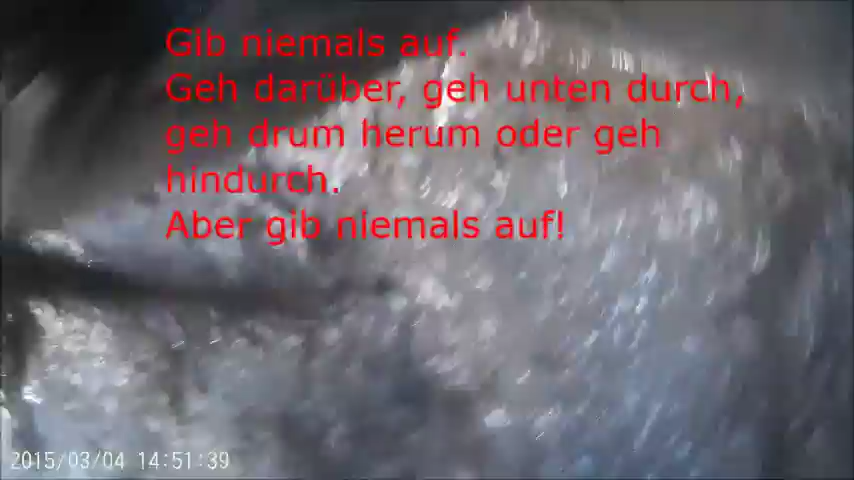 Gib niemals auf.
Geh darüber, geh unten durch,
geh drum herum oder geh
hindurch.
Aber gib niemals auf!
2015/03/04 14:51:39